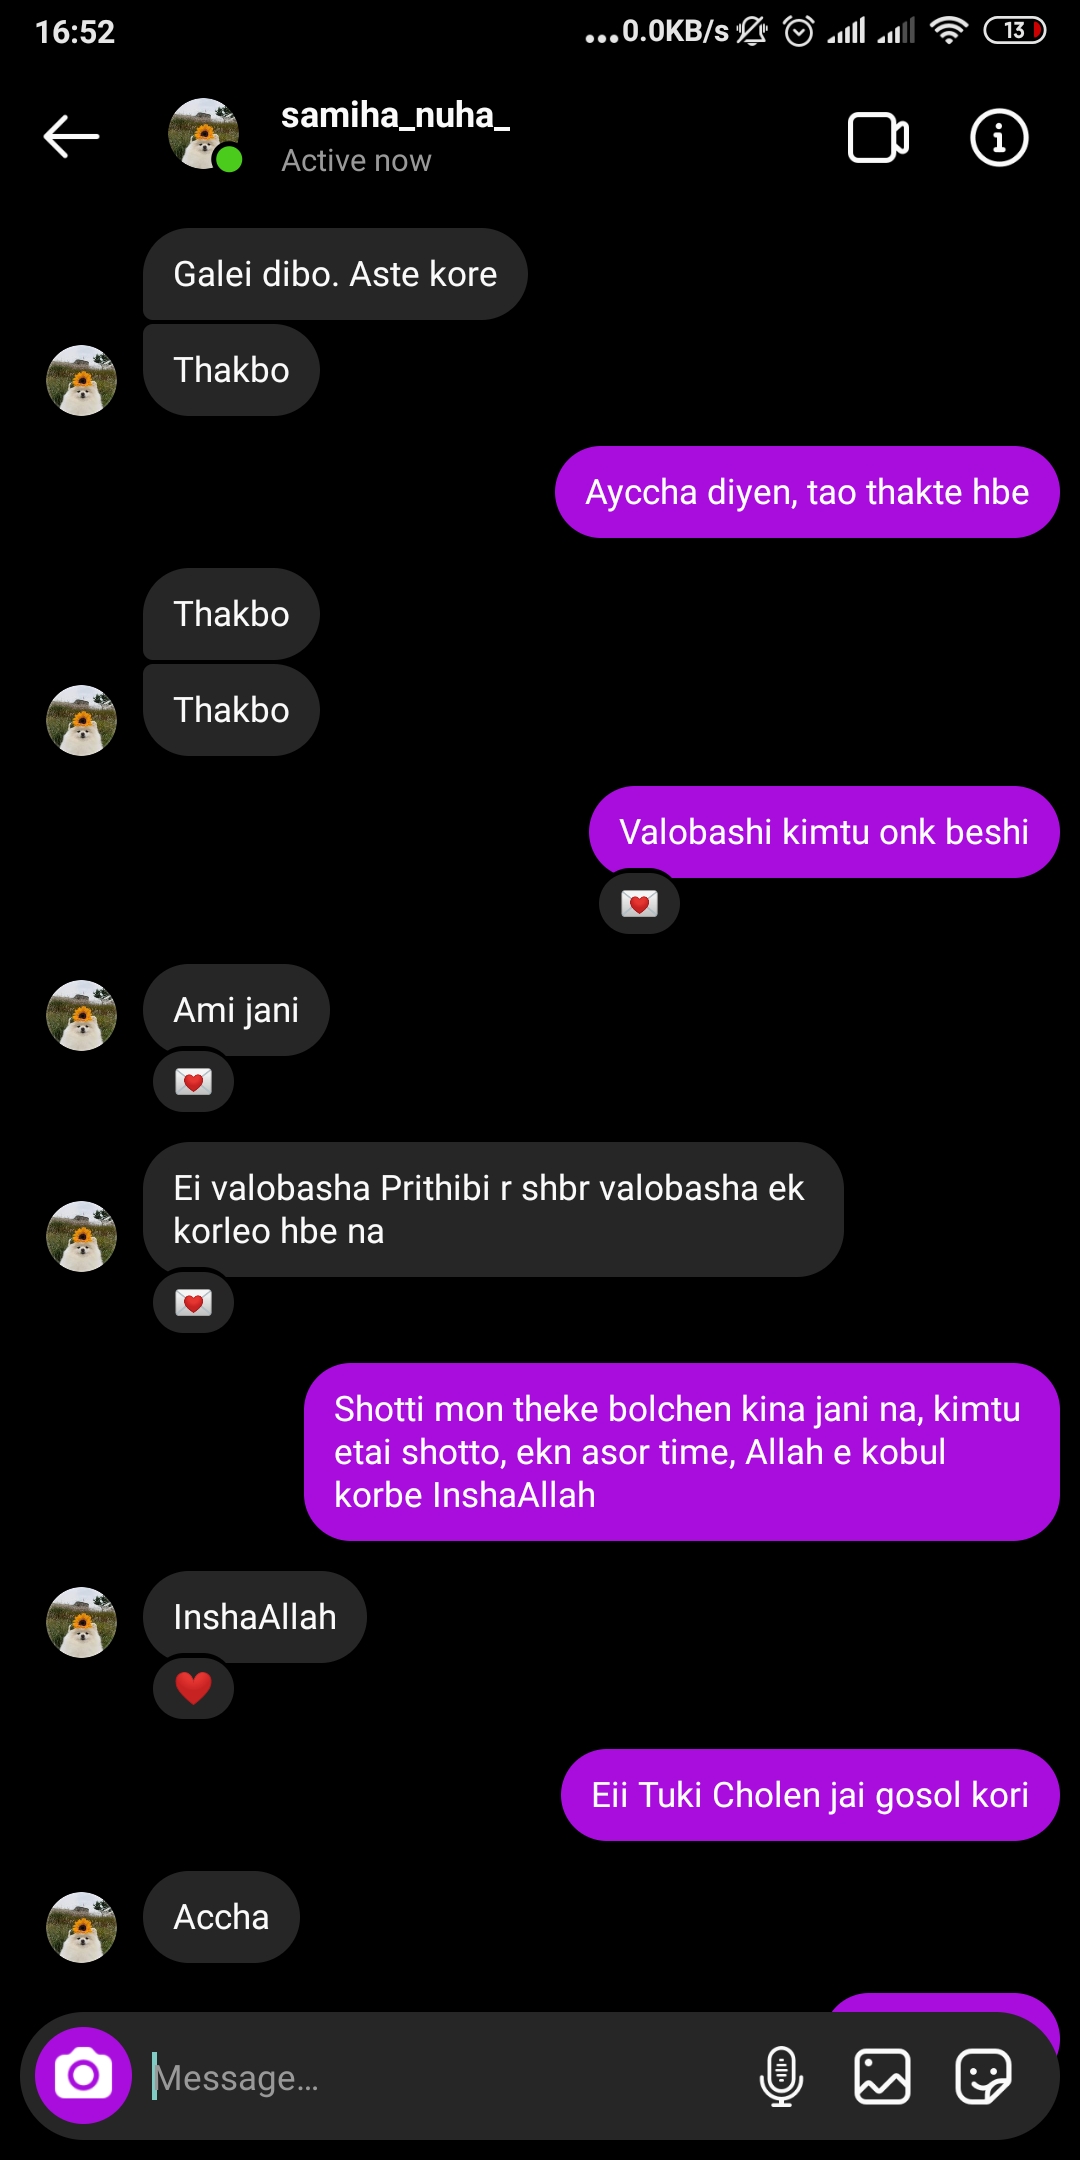 16:52
...0.0KB/s
13
samiha_nuha_
Active now
Galei dibo. Aste kore
Thakbo
Ayccha diyen, tao thakte hbe
Thakbo
Thakbo
Valobashi kimtu onk beshi
Ami jani
Ei valobasha Prithibi r shbr valobasha ek
korleo hbe na
Shotti mon theke bolchen kina jani na, kimtu
etai shotto, ekn asor time, Allah e kobul
korbe InshaAllah
InshaAllah
Eii Tuki Cholen jai gosol kori
Accha
Message...